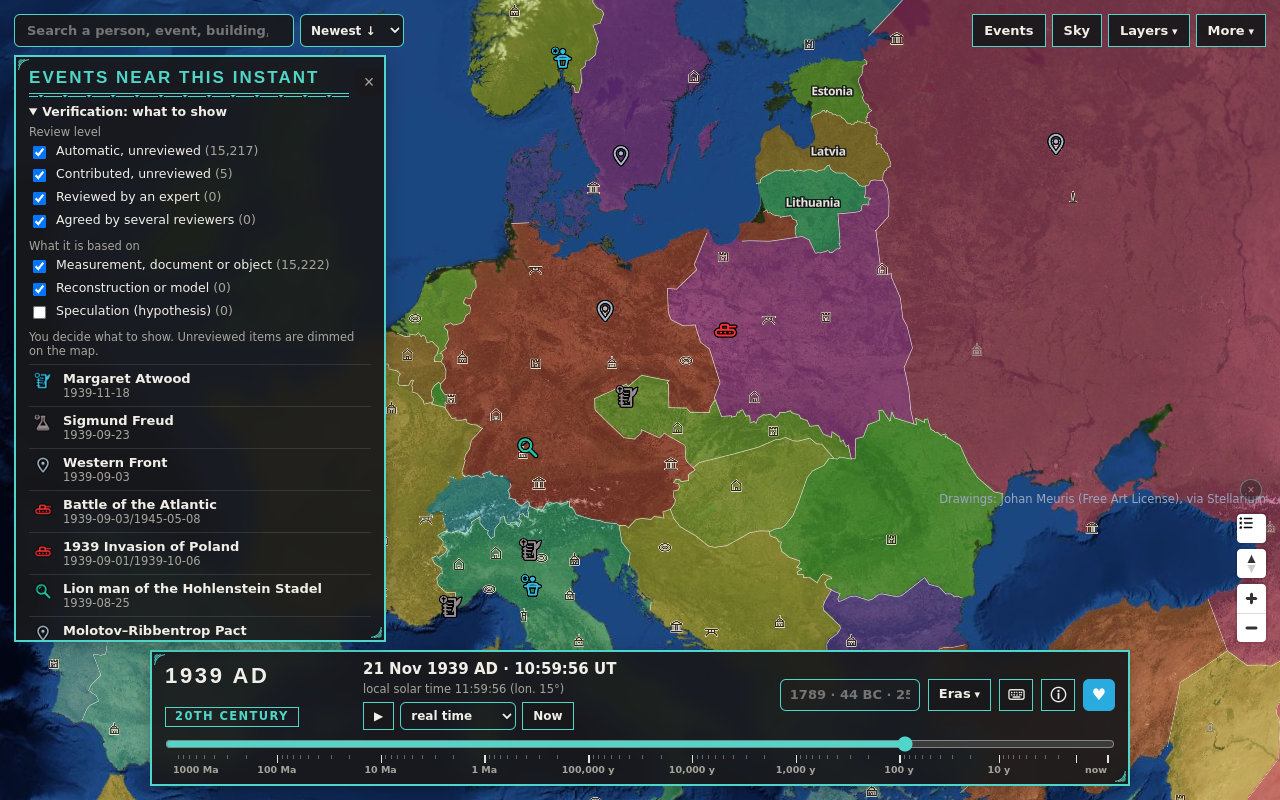 Search a person, event, building,
Newest ↓
Events
Sky
Layers ▾
More ▾
EVENTS NEAR THIS INSTANT
×
▼ Verification: what to show
Review level
Automatic, unreviewed (15,217)
Contributed, unreviewed (5)
Reviewed by an expert (0)
Agreed by several reviewers (0)
What it is based on
Measurement, document or object (15,222)
Reconstruction or model (0)
Speculation (hypothesis) (0)
You decide what to show. Unreviewed items are dimmed
on the map.
Margaret Atwood
1939-11-18
Sigmund Freud
1939-09-23
Western Front
1939-09-03
Battle of the Atlantic
1939-09-03/1945-05-08
1939 Invasion of Poland
1939-09-01/1939-10-06
Lion man of the Hohlenstein Stadel
1939-08-25
Molotov–Ribbentrop Pact
Estonia
Latvia
Lithuania
Drawings: Johan Meuris (Free Art License), via Stellarium
1939 AD
20TH CENTURY
21 Nov 1939 AD · 10:59:56 UT
local solar time 11:59:56 (lon. 15°)
▶
real time
Now
1789 · 44 BC · 25
Eras ▾
1000 Ma
100 Ma
10 Ma
1 Ma
100,000 y
10,000 y
1,000 y
100 y
10 y
now